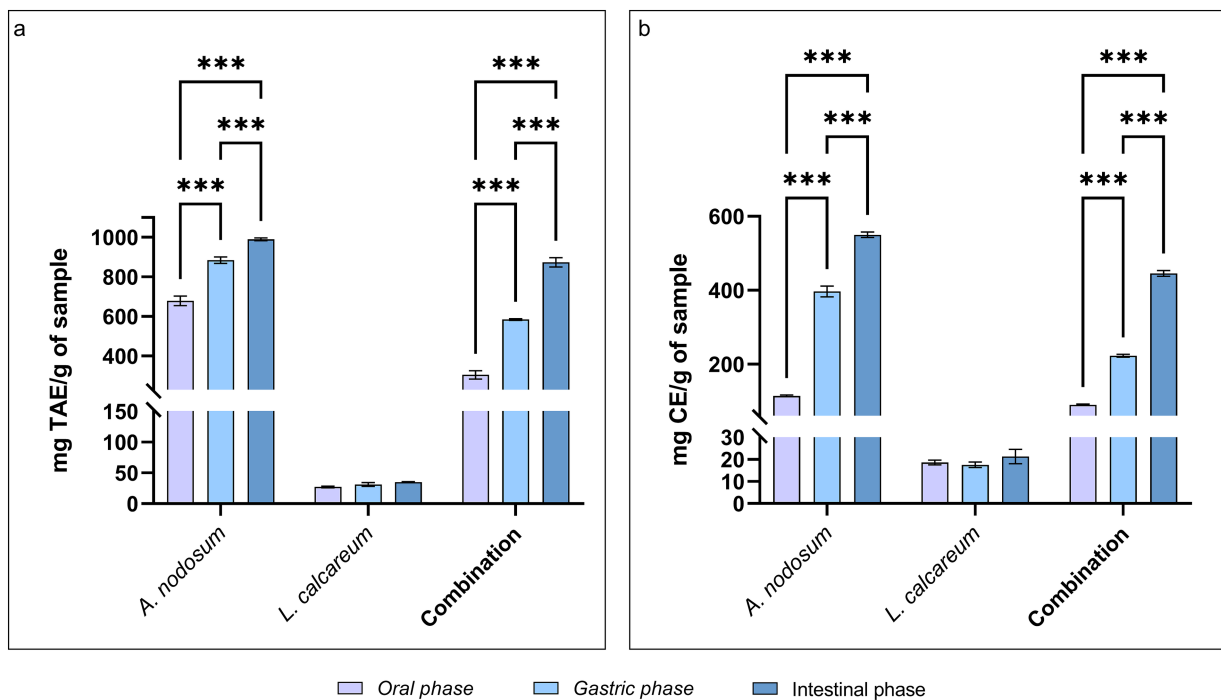 a
***
***
***
***
***
***
mg TAE/g of sample
1000
800
600
400
150
100
50
0
A. nodosum
L. calcareum
Combination
b
***
***
***
***
***
***
mg CE/g of sample
600
400
200
30
20
10
0
A. nodosum
L. calcareum
Combination
Oral phase Gastric phase Intestinal phase